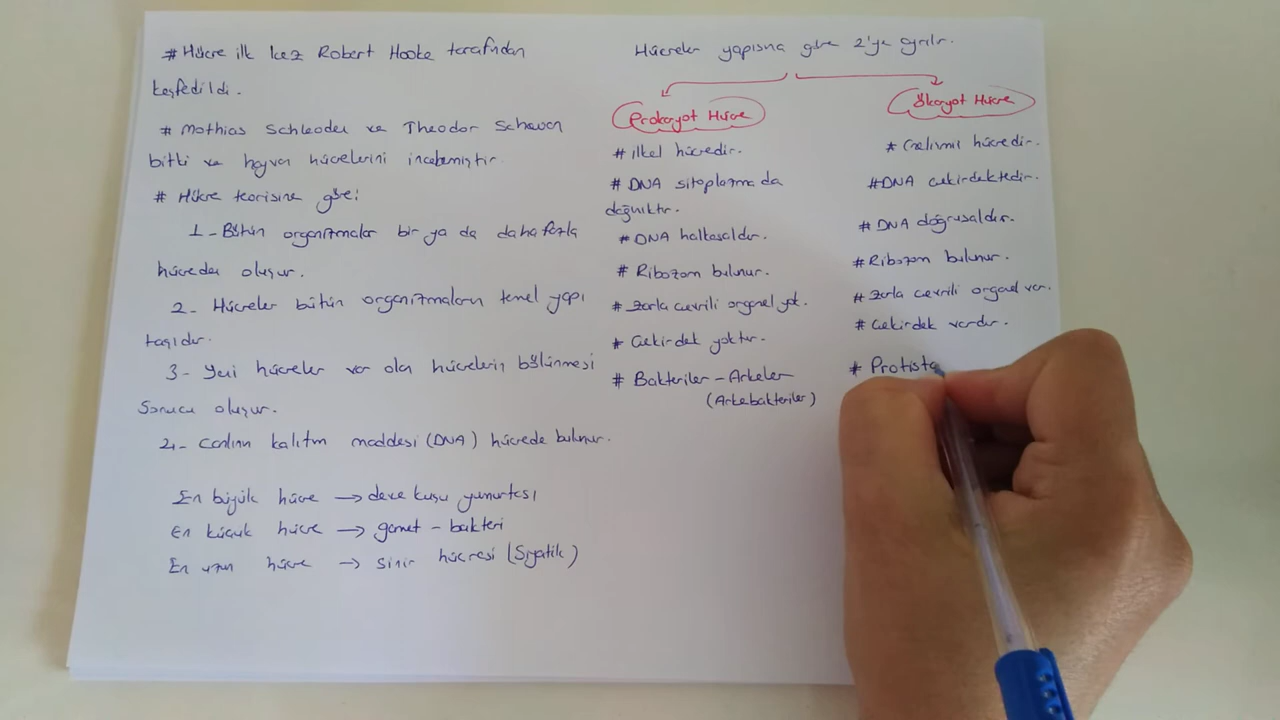 # Hücre ilk kez Robert Hooke tarafından
keşfedildi.
# Mathias Schleoden ve Theodor Schwan
bitki ve hayvan hücrelerini incelemiştir.
# Hücre teorisine göre;
1- Bütün organizmalar bir ya da daha fazla
hücreden oluşur.
2- Hücreler bütün organizmaların temel yapı
taşıdır.
3- Yeni hücreler var olan hücrelerin bölünmesi
sonucu oluşur.
4- Canlının kalıtım maddesi (DNA) hücrede bulunur.
En büyük hücre → deve kuşu yumurtası
En küçük hücre → gamet - bakteri
En uzun hücre → sinir hücresi (Siyatik)
Hücreler yapısına göre 2'ye ayrılır.
Prokaryot Hücre
# ilkel hücredir.
# DNA sitoplazmada
dağınıktır.
# DNA halkasaldır.
# Ribozom bulunur.
# Zarla çevrili organel yok.
# Çekirdek yoktur.
# Bakteriler - Arkeler
(Arkebakteriler)
Ökaryot Hücre
# Gelişmiş hücredir.
# DNA çekirdektedir.
# DNA doğrusaldır.
# Ribozom bulunur.
# Zarla çevrili organel var.
# Çekirdek vardır.
# Protista